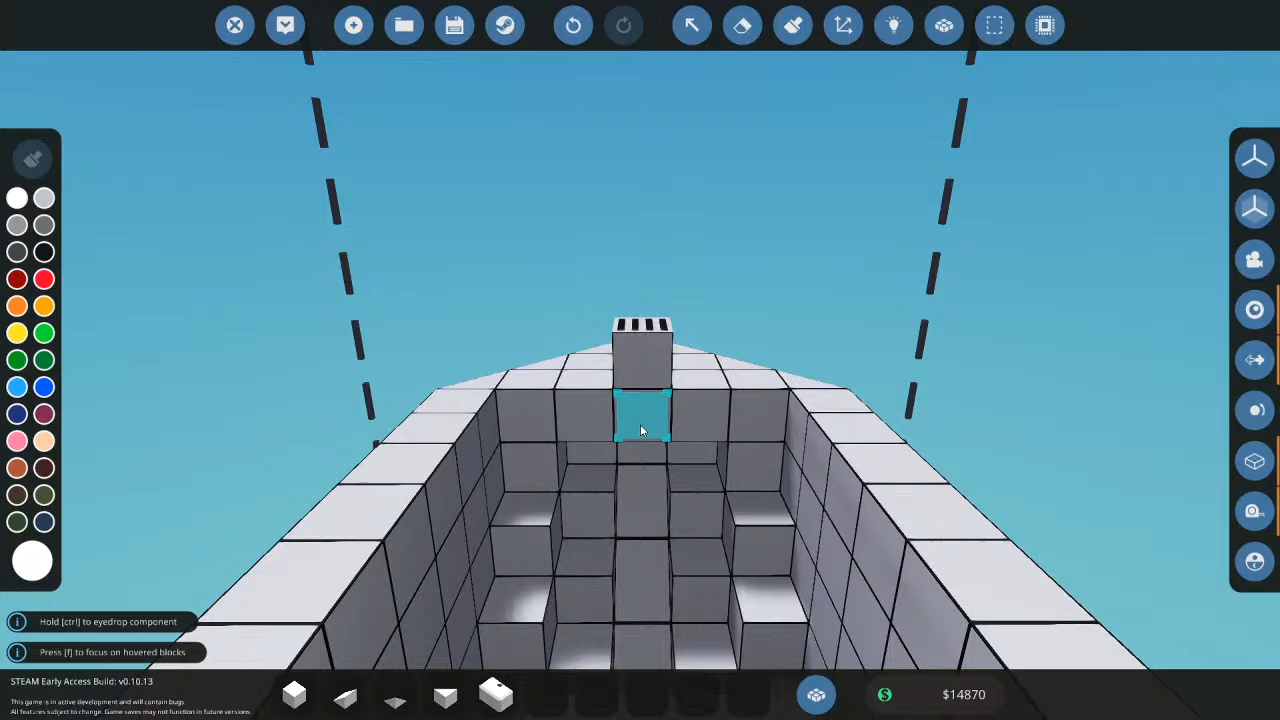 Hold [ctrl] to eyedrop component
Press [f] to focus on hovered blocks
STEAM Early Access Build: v0.10.13
This game is in active development and will contain bugs
All features subject to change. Game saves may not function in future versions.
$14870